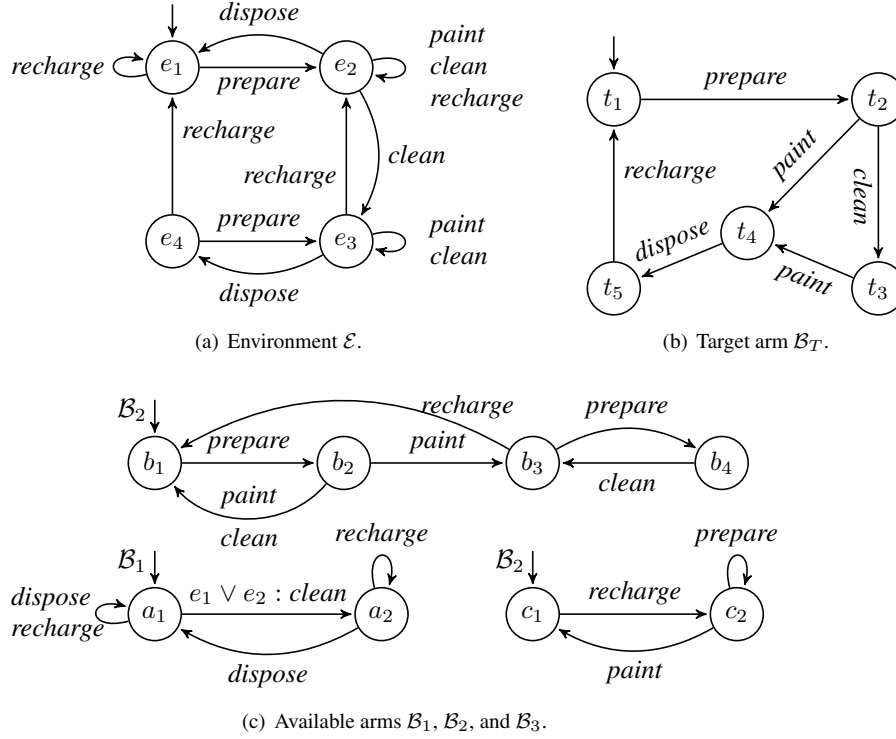 dispose
recharge
e₁
prepare
e₂
paint
clean
recharge
recharge
recharge
clean
e₄
prepare
e₃
paint
clean
dispose
(a) Environment ℰ.
t₁
prepare
t₂
recharge
paint
clean
t₄
dispose
paint
t₅
t₃
(b) Target arm ℬ_T.
ℬ₂
recharge
prepare
b₁
prepare
b₂
paint
b₃
b₄
paint
clean
clean
ℬ₁
recharge
dispose
recharge
a₁
e₁ ∨ e₂ : clean
a₂
dispose
ℬ₂
prepare
c₁
recharge
c₂
paint
(c) Available arms ℬ₁, ℬ₂, and ℬ₃.